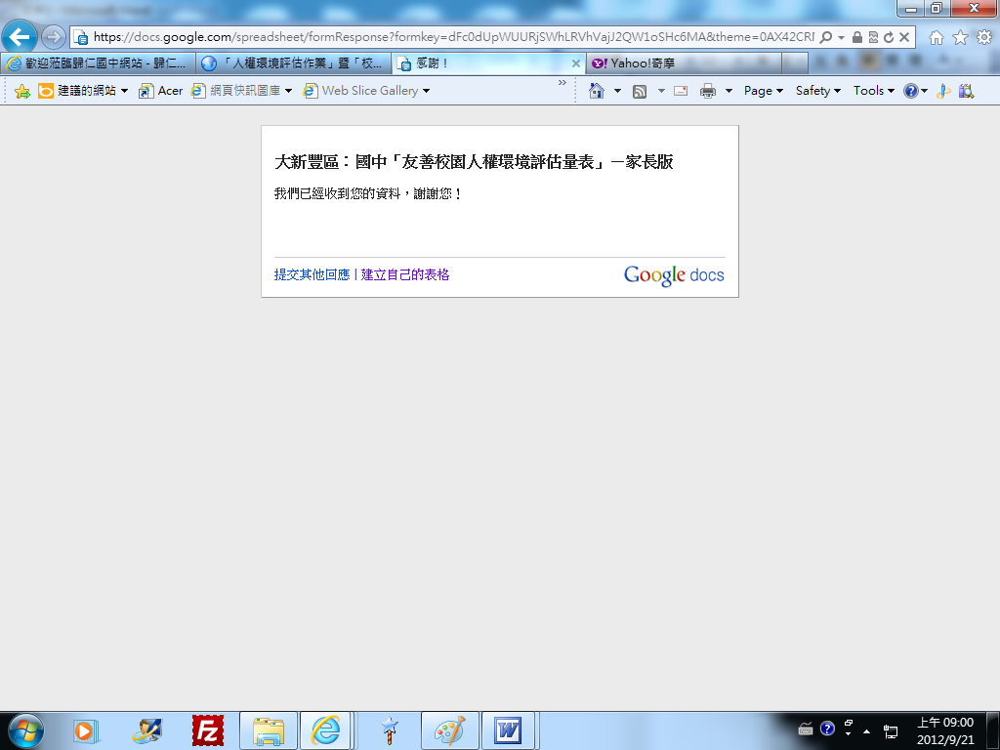 https://docs.google.com/spreadsheet/formResponse?formkey=dFc0dUpWUURjSWhLRVhVajJ2QW1oSHc6MA&theme=0AX42CRI
歡迎蒞臨歸仁國中網站 - 歸仁...
「人權環境評估作業」暨「校...
感謝！
Yahoo!奇摩
建議的網站
Acer
網頁快訊圖庫
Web Slice Gallery
Page
Safety
Tools
大新豐區：國中「友善校園人權環境評估量表」－家長版
我們已經收到您的資料，謝謝您！
提交其他回應 | 建立自己的表格
Google docs
上午 09:00
2012/9/21